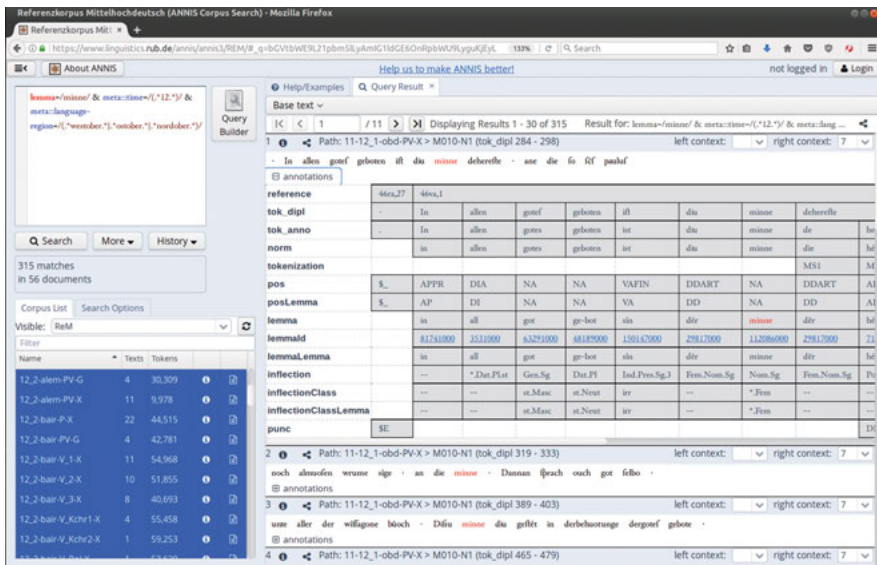 Referenzkorpus Mittelhochdeutsch (ANNIS Corpus Search) - Mozilla Firefox
Referenzkorpus Mitt
https://www.linguistics.rub.de/annis/annis3/REM/#_q= 133% Search
About ANNIS Help us to make ANNIS better! not logged in Login
lemma=/minne/ & meta::time=/(.*12.*)/ &
meta::language-
region=/(.*westober.*|.*ostober.*|.*nordober.*)/
Query
Builder
Search More History
315 matches
in 56 documents
Corpus List Search Options
Visible: ReM
Filter
Name Texts Tokens
12_2-alem-PV-G 4 30,309
12_2-alem-PV-X 11 9,978
12_2-bair-P-X 22 44,515
12_2-bair-PV-G 4 42,781
12_2-bair-V_1-X 11 54,968
12_2-bair-V_2-X 10 51,855
12_2-bair-V_3-X 8 40,693
12_2-bair-V_Kchr1-X 4 55,458
12_2-bair-V_Kchr2-X 1 59,253
Help/Examples Query Result
Base text
1 / 11 Displaying Results 1 - 30 of 315 Result for: lemma=/minne/ & meta::time=/(.*12.*)/ & meta::lang ...
1 Path: 11-12_1-obd-PV-X > M010-N1 (tok_dipl 284 - 298) left context: right context: 7
· In allen goteſ geboten iſt diu minne deherefte · ane die ſo ſcſ pauluſ
annotations
reference 46ra,27 46va,1
tok_dipl · In allen goteſ geboten iſt diu minne deherefte
tok_anno . In allen gotes geboten ist diu minne de
norm in allen gotes geboten ist diu minne die
tokenization MS1
pos $_ APPR DIA NA NA VAFIN DDART NA DDART
posLemma $_ AP DI NA NA VA DD NA DD
lemma in all got ge-bot sîn dër minne dër
lemmaId 81741000 3531000 63291000 48189000 150147000 29817000 112086000 29817000
lemmaLemma in all got ge-bot sîn dër minne dër
inflection -- *.Dat.Pl.st Gen.Sg Dat.Pl Ind.Pres.Sg.3 Fem.Nom.Sg Nom.Sg Fem.Nom.Sg
inflectionClass -- -- st.Masc st.Neut irr -- *.Fem --
inflectionClassLemma -- -- st.Masc st.Neut irr -- *.Fem --
punc $E
2 Path: 11-12_1-obd-PV-X > M010-N1 (tok_dipl 319 - 333) left context: right context: 7
noch almuoſen wrume sige · an die minne · Dannan ſprach ouch got ſelbo ·
annotations
3 Path: 11-12_1-obd-PV-X > M010-N1 (tok_dipl 389 - 403) left context: right context: 7
unte aller der wiſſagone bůoch · Diſiu minne diu geſtêt in derbehuotunge dergoteſ gebote ·
annotations
4 Path: 11-12_1-obd-PV-X > M010-N1 (tok_dipl 465 - 479) left context: right context: 7